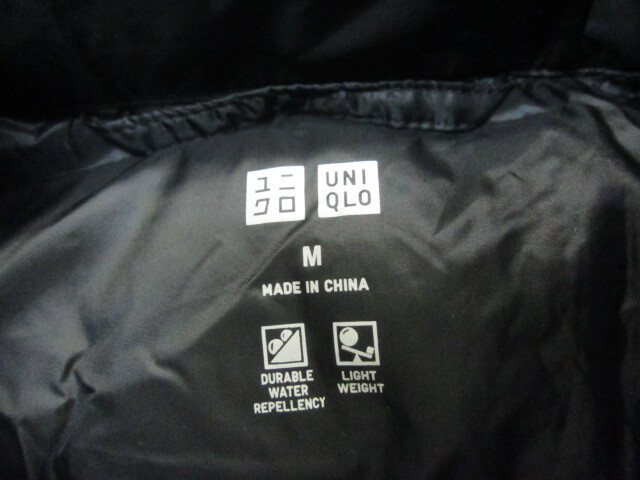 ユニ
クロ
UNI
QLO
M
MADE IN CHINA
DURABLE
WATER
REPELLENCY
LIGHT
WEIGHT